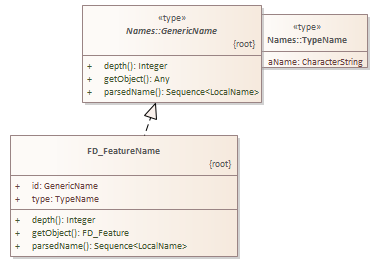 «type»
Names::GenericName
{root}
+ depth(): Integer
+ getObject(): Any
+ parsedName(): Sequence<LocalName>
«type»
Names::TypeName
aName: CharacterString
FD_FeatureName
{root}
+ id: GenericName
+ type: TypeName
+ depth(): Integer
+ getObject(): FD_Feature
+ parsedName(): Sequence<LocalName>